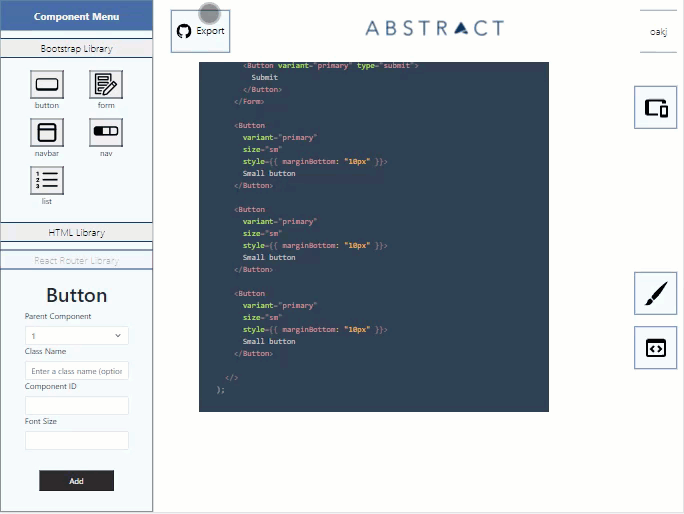 Component Menu
Bootstrap Library
button
form
navbar
nav
list
HTML Library
React Router Library
Button
Parent Component
1
Class Name
Enter a class name (option
Component ID
Font Size
Add
Export
ABSTRACT
oakj
<Button variant="primary" type="submit">
Submit
</Button>
</Form>
<Button
variant="primary"
size="sm"
style={{ marginBottom: "10px" }}>
Small button
</Button>
<Button
variant="primary"
size="sm"
style={{ marginBottom: "10px" }}>
Small button
</Button>
<Button
variant="primary"
size="sm"
style={{ marginBottom: "10px" }}>
Small button
</Button>
</>
);